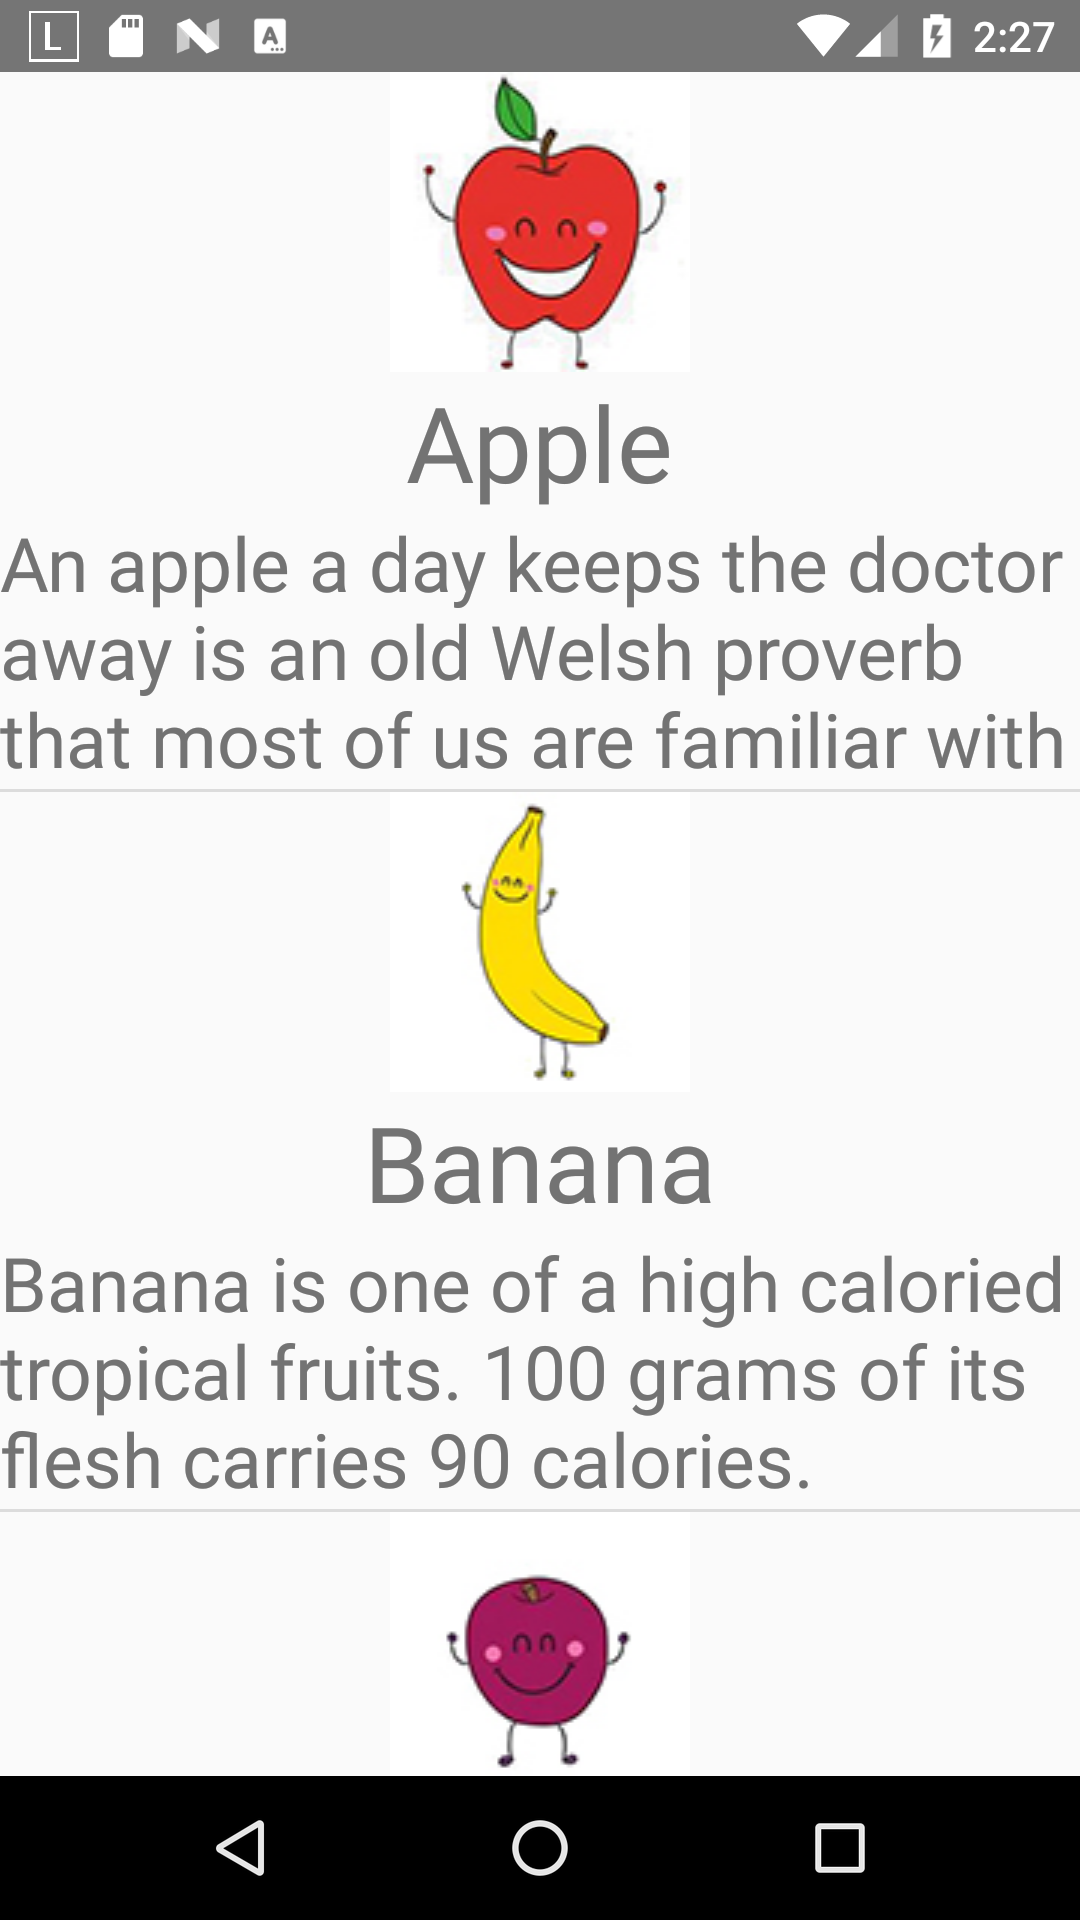 L
N
A
2:27
Apple
An apple a day keeps the doctor
away is an old Welsh proverb
that most of us are familiar with
Banana
Banana is one of a high caloried
tropical fruits. 100 grams of its
flesh carries 90 calories.